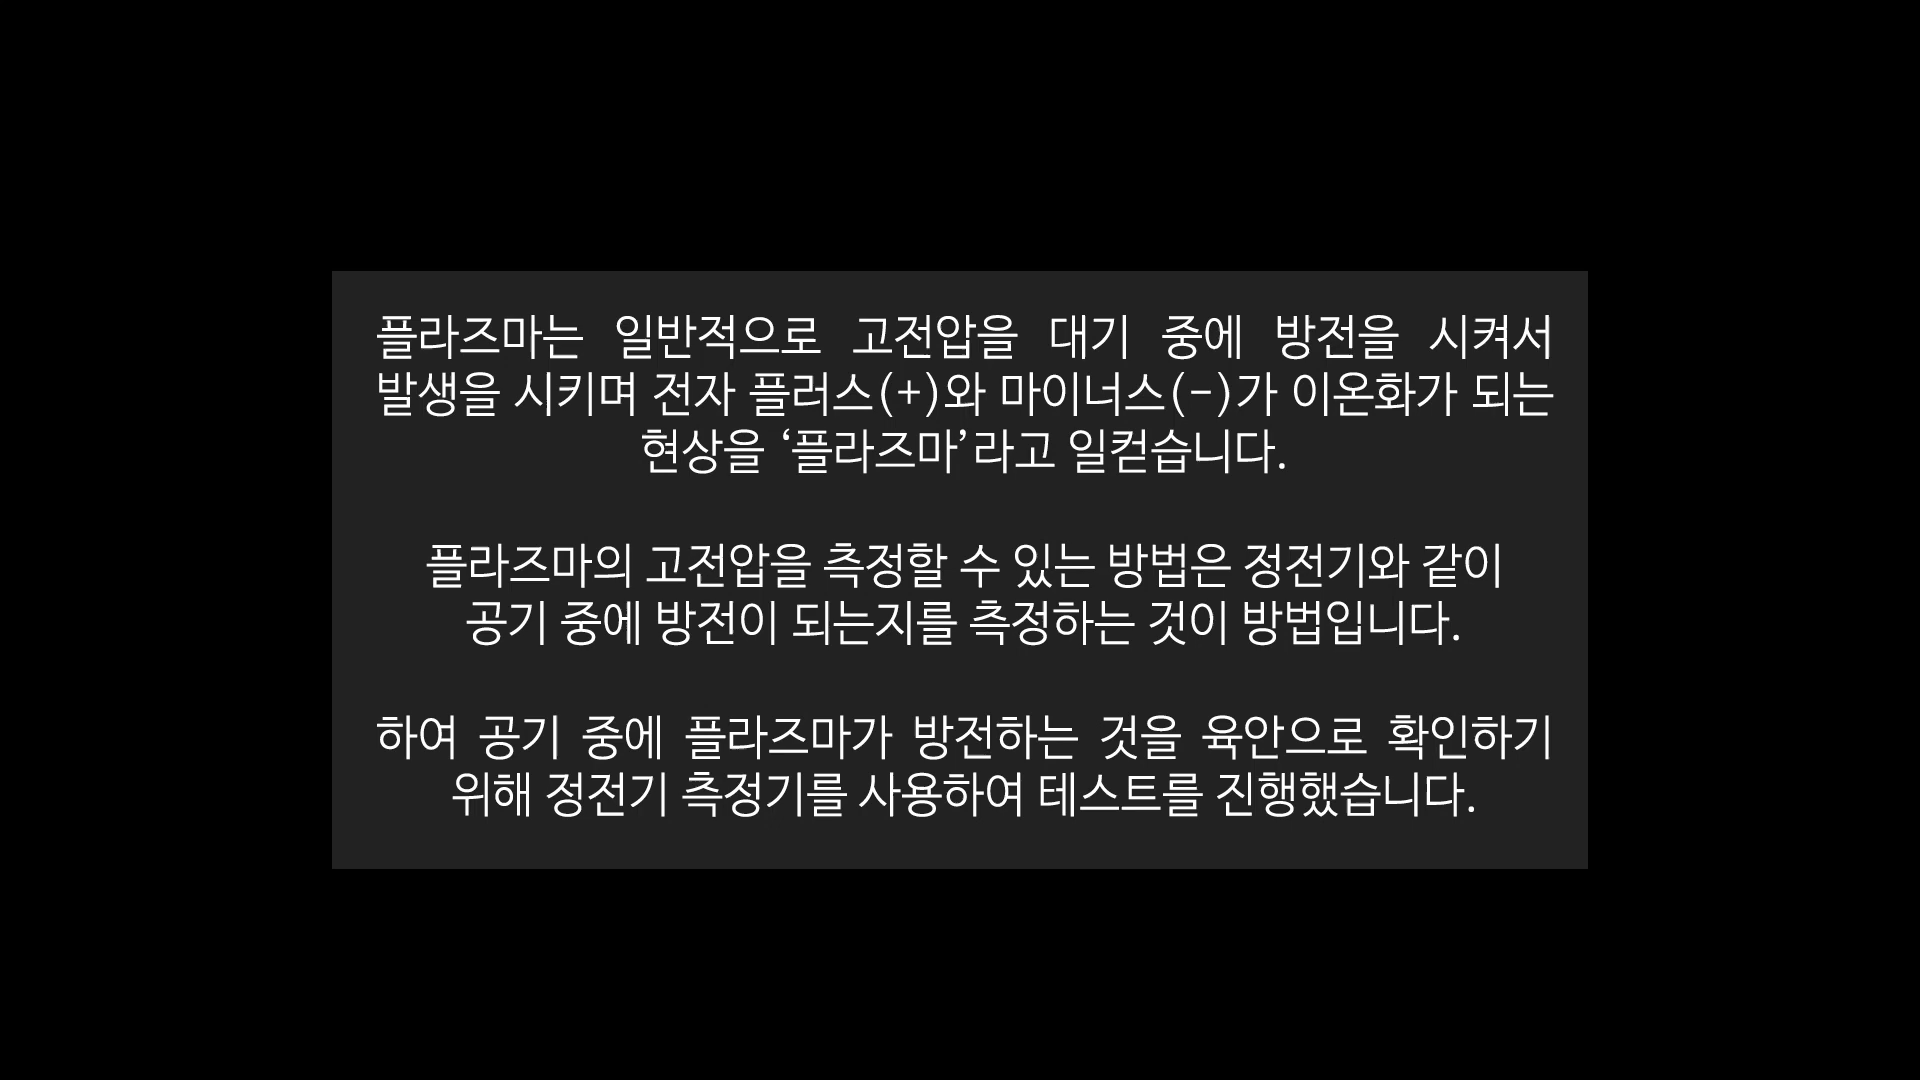 플라즈마는 일반적으로 고전압을 대기 중에 방전을 시켜서
발생을 시키며 전자 플러스(+)와 마이너스(-)가 이온화가 되는
현상을 ‘플라즈마’라고 일컫습니다.
플라즈마의 고전압을 측정할 수 있는 방법은 정전기와 같이
공기 중에 방전이 되는지를 측정하는 것이 방법입니다.
하여 공기 중에 플라즈마가 방전하는 것을 육안으로 확인하기
위해 정전기 측정기를 사용하여 테스트를 진행했습니다.